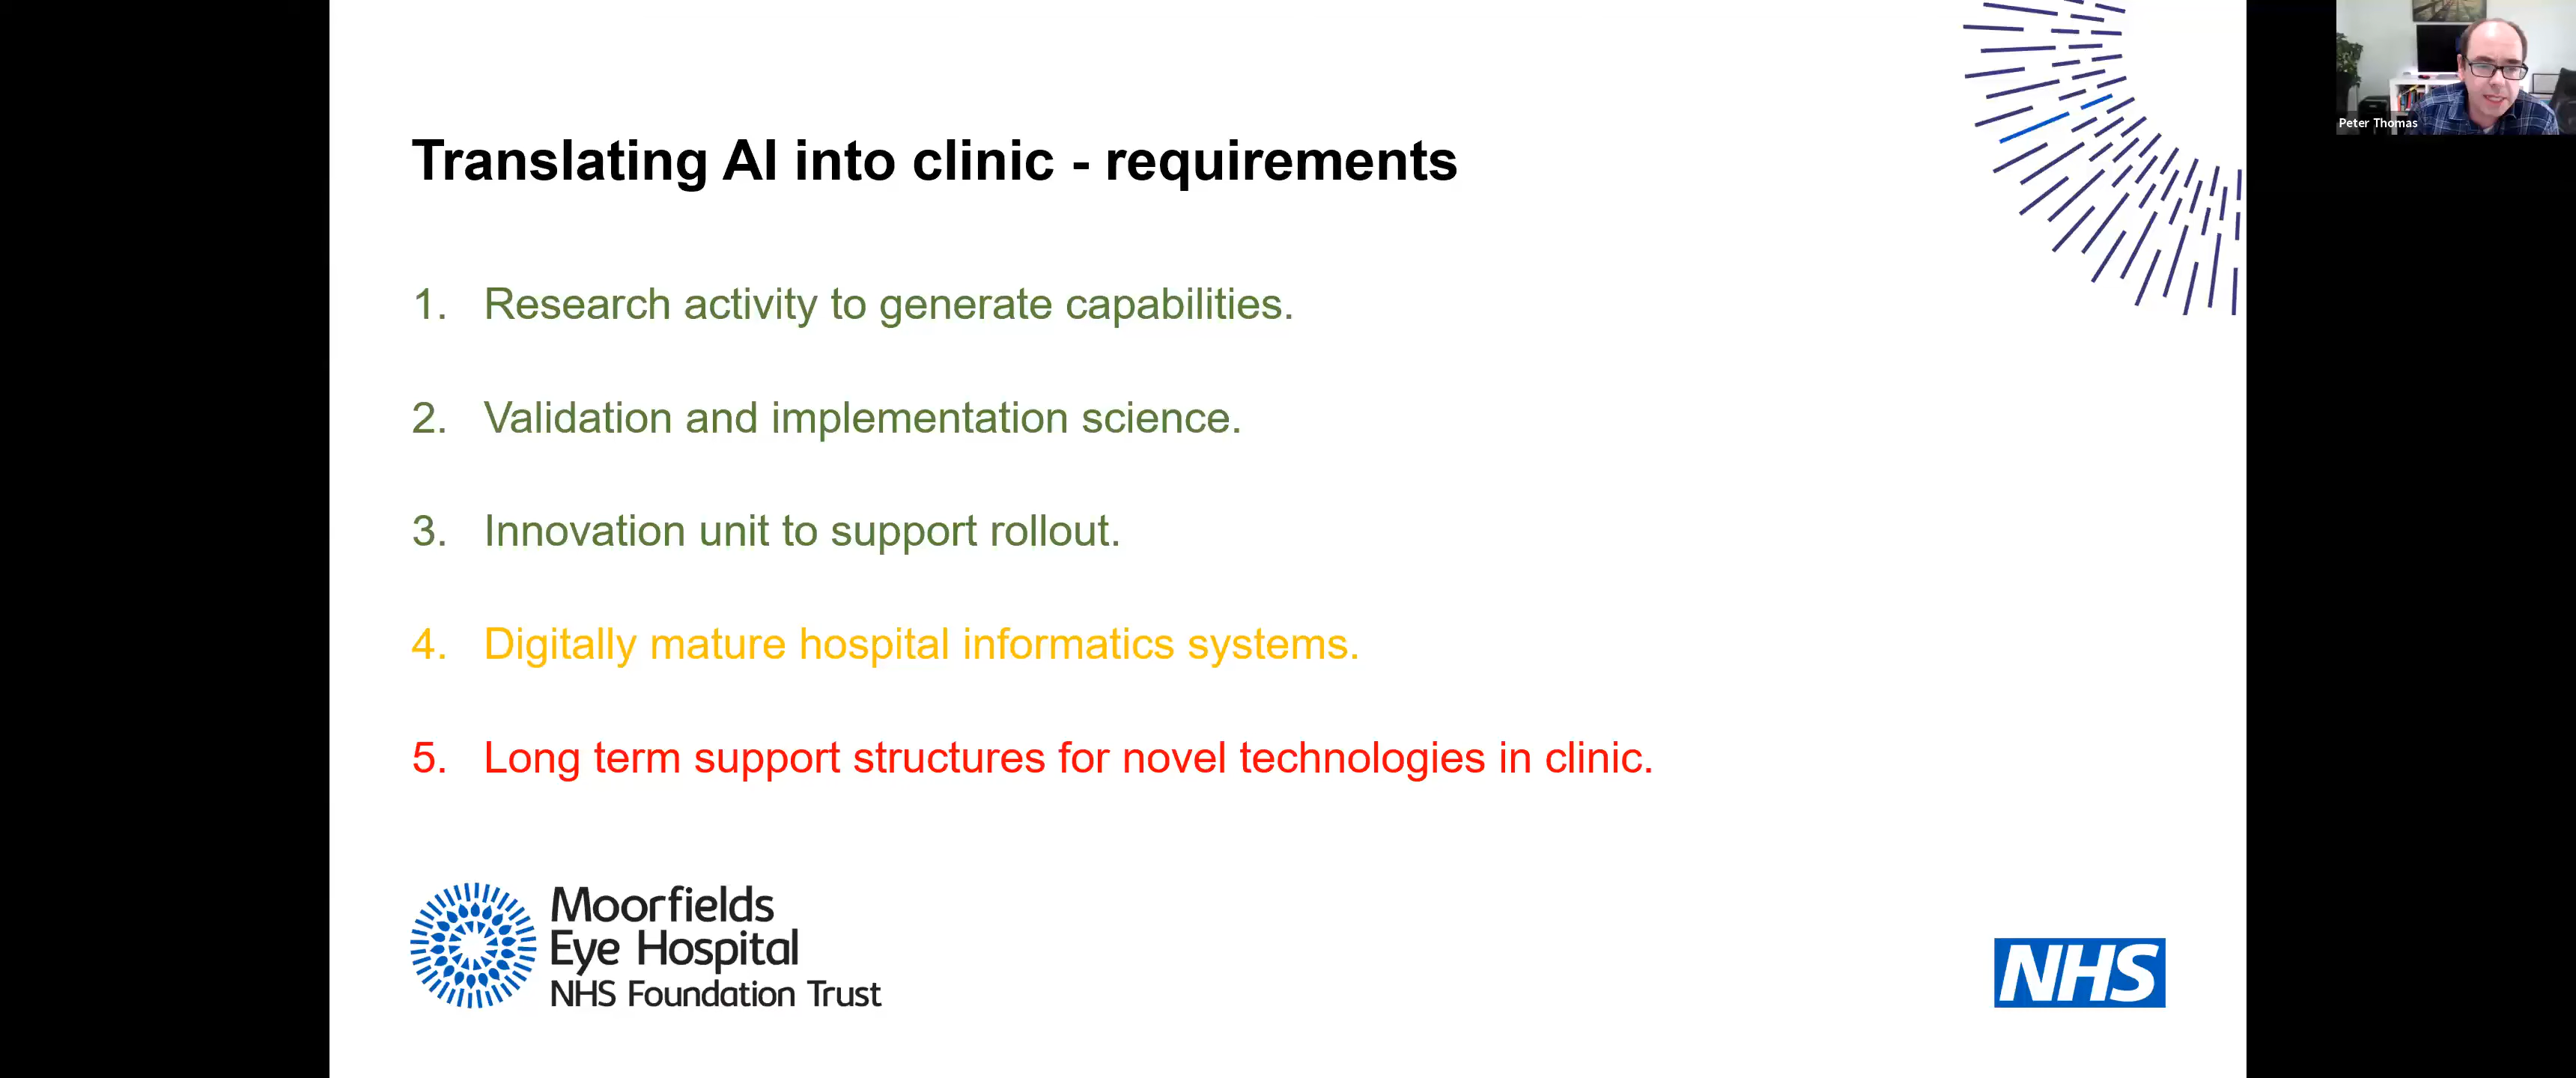 Translating AI into clinic - requirements
1. Research activity to generate capabilities.
2. Validation and implementation science.
3. Innovation unit to support rollout.
4. Digitally mature hospital informatics systems.
5. Long term support structures for novel technologies in clinic.
Moorfields
Eye Hospital
NHS Foundation Trust
NHS
Peter Thomas